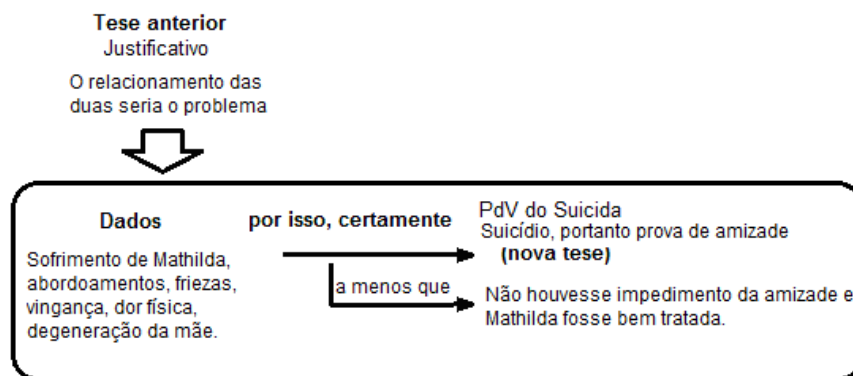 Tese anterior
Justificativo
O relacionamento das
duas seria o problema
Dados
por isso, certamente
PdV do Suicida
Suicídio, portanto prova de amizade
(nova tese)
Sofrimento de Mathilda,
abordoamentos, friezas,
vingança, dor física,
degeneração da mãe.
a menos que
Não houvesse impedimento da amizade e
Mathilda fosse bem tratada.